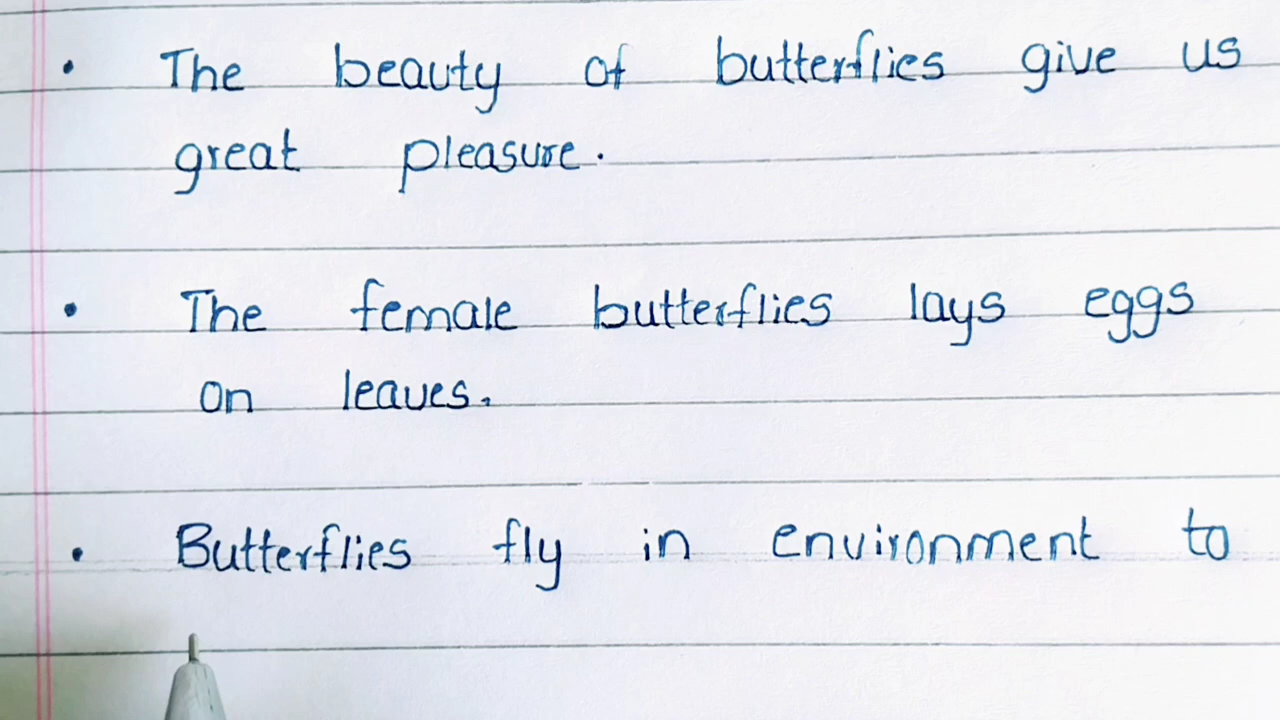 • The beauty of butterflies give us
great pleasure.
• The female butterflies lays eggs
on leaves.
• Butterflies fly in environment to